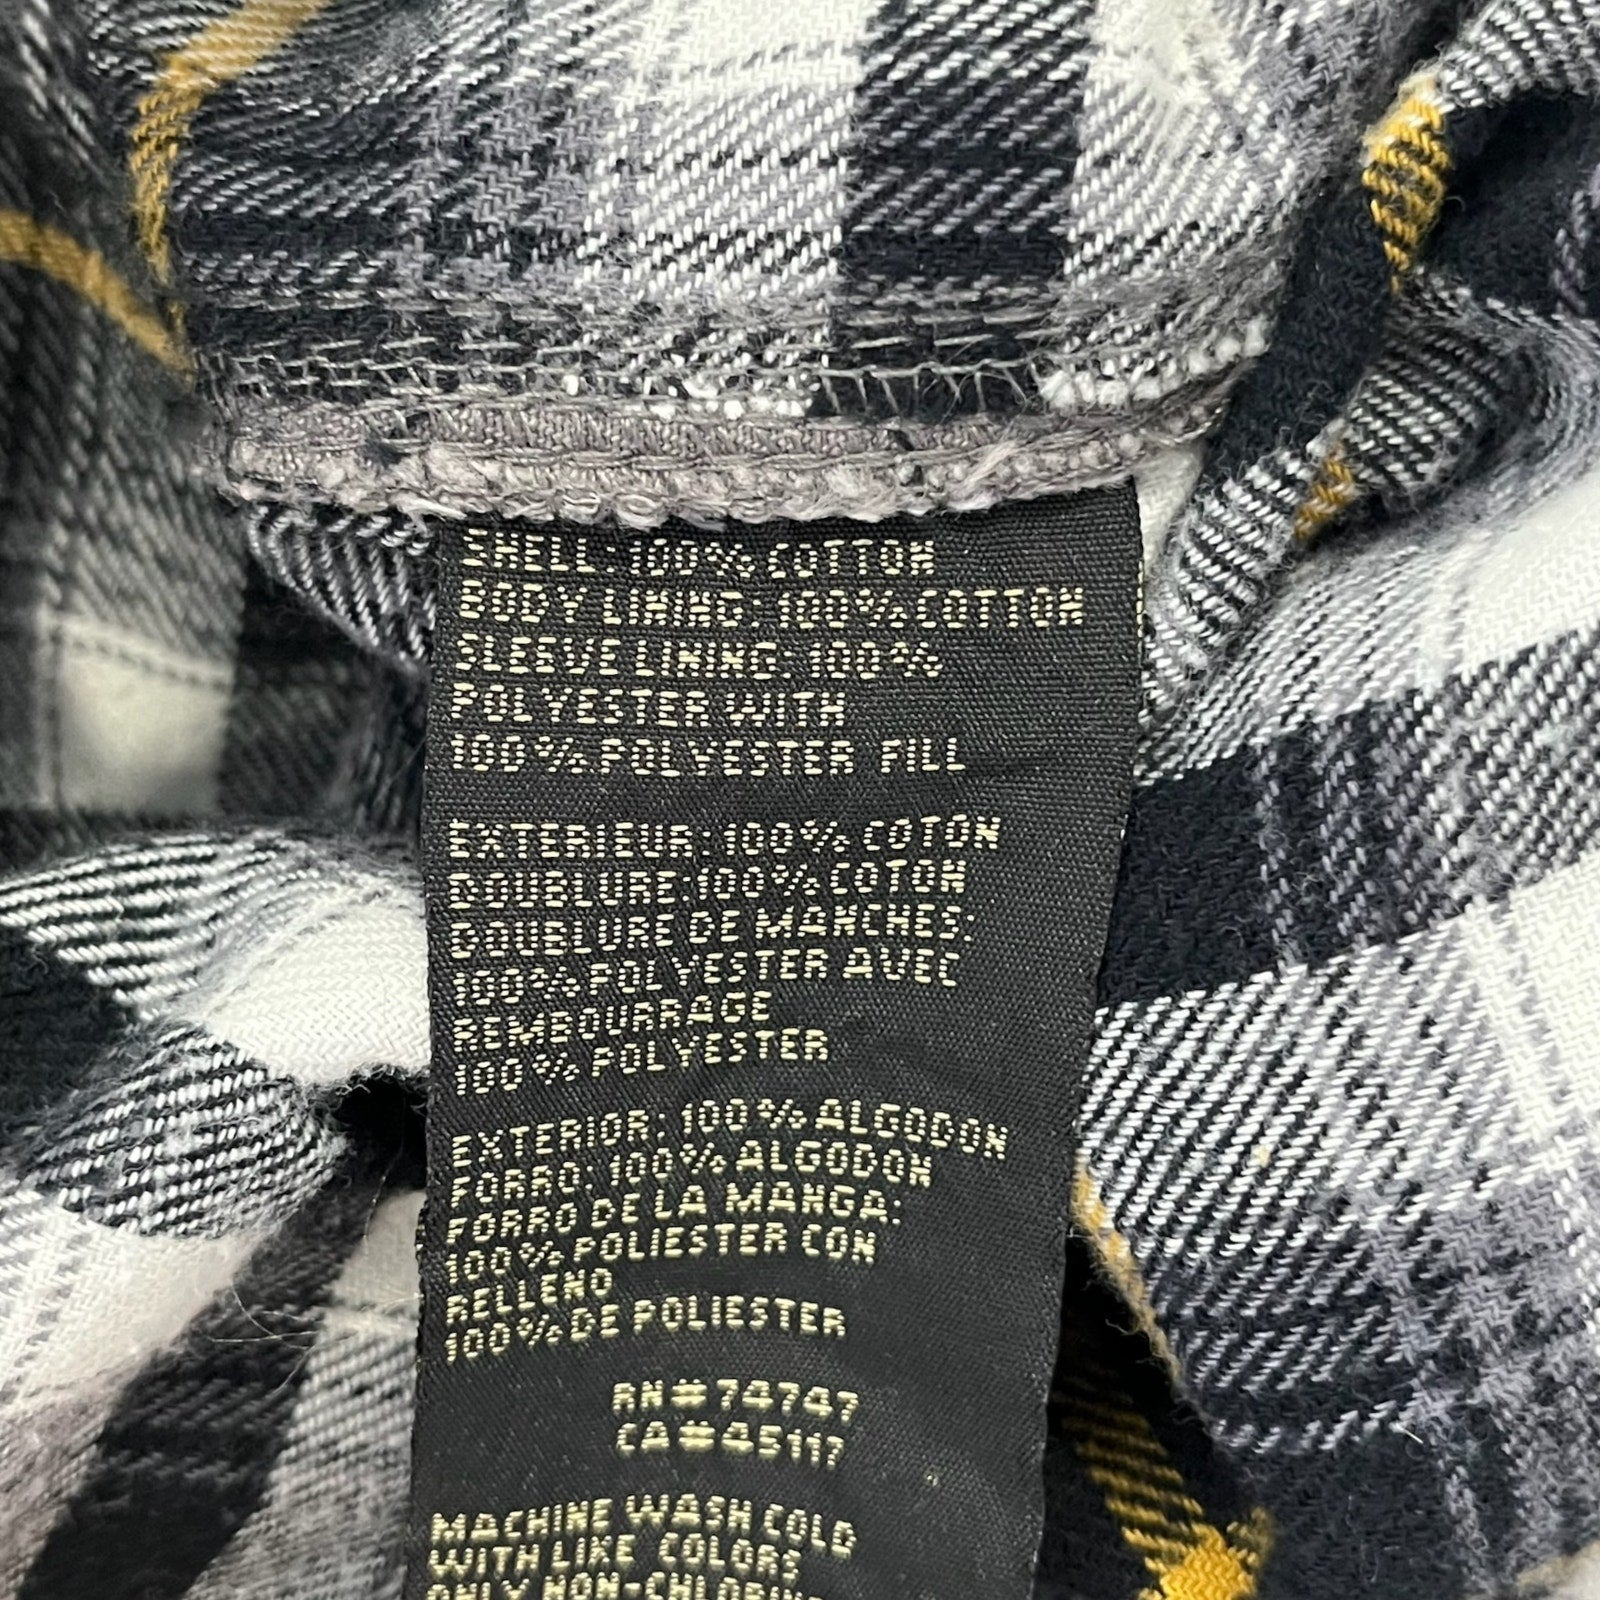 SHELL: 100% COTTON
BODY LINING: 100% COTTON
SLEEVE LINING: 100%
POLYESTER WITH
100% POLYESTER FILL
EXTERIEUR: 100% COTON
DOUBLURE: 100% COTON
DOUBLURE DE MANCHES:
100% POLYESTER AVEC
REMBOURRAGE
100% POLYESTER
EXTERIOR: 100% ALGODON
FORRO: 100% ALGODON
FORRO DE LA MANGA:
100% POLIESTER CON
RELLENO
100% DE POLIESTER
RN#74747
CA#45117
MACHINE WASH COLD
WITH LIKE COLORS
ONLY NON-CHLORINE